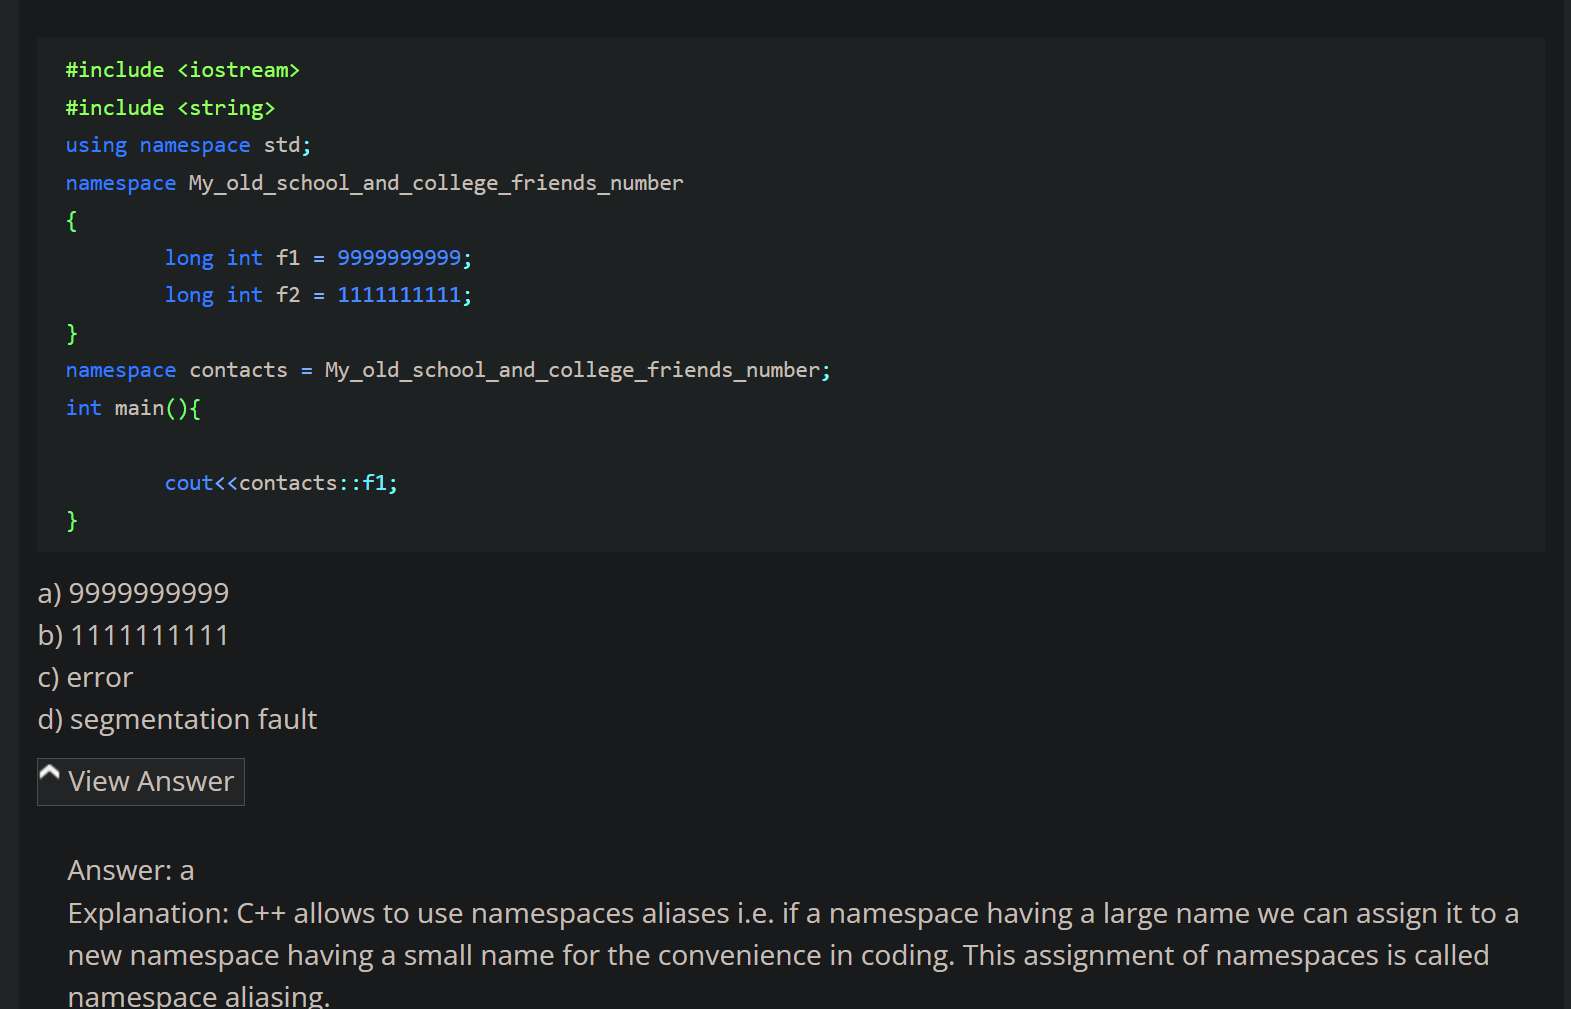 #include <iostream>
#include <string>
using namespace std;
namespace My_old_school_and_college_friends_number
{
        long int f1 = 9999999999;
        long int f2 = 1111111111;
}
namespace contacts = My_old_school_and_college_friends_number;
int main(){

        cout<<contacts::f1;
}
a) 9999999999
b) 1111111111
c) error
d) segmentation fault
View Answer
Answer: a
Explanation: C++ allows to use namespaces aliases i.e. if a namespace having a large name we can assign it to a
new namespace having a small name for the convenience in coding. This assignment of namespaces is called
namespace aliasing.